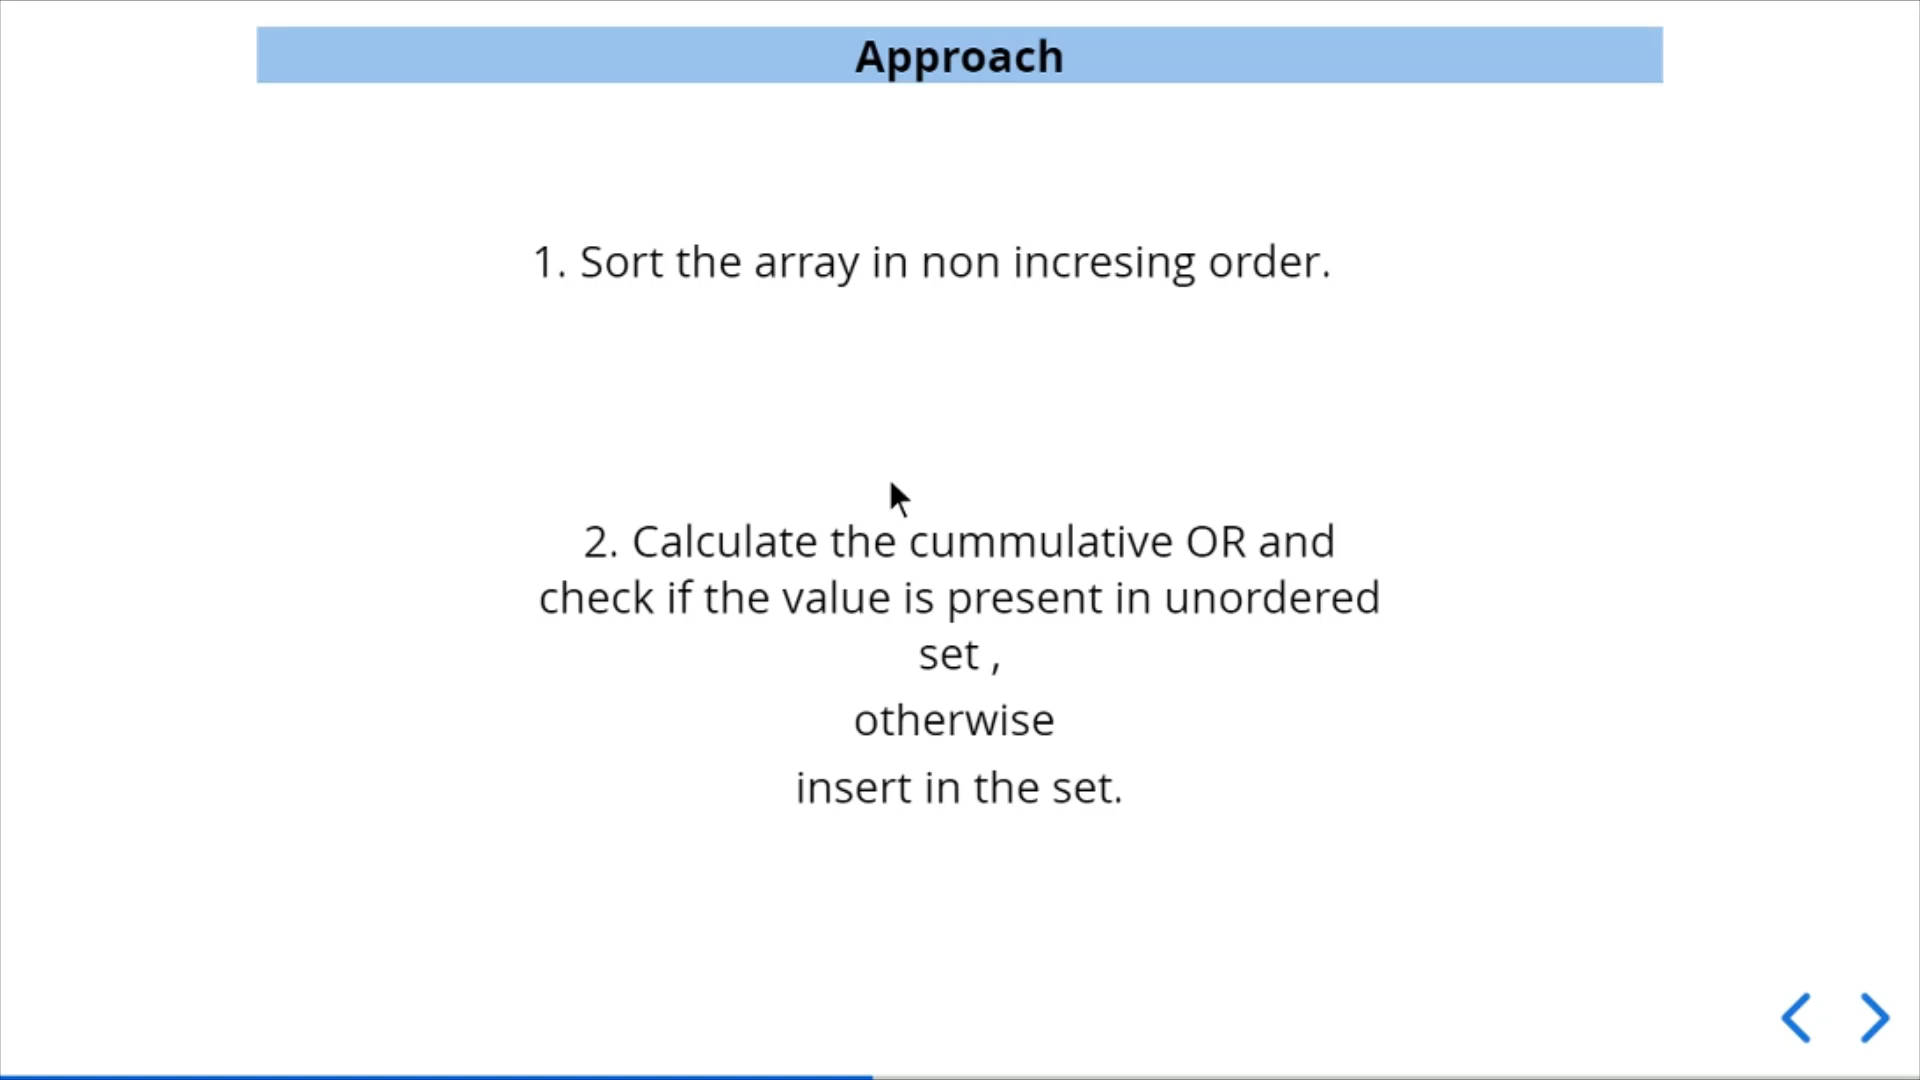 Approach
1. Sort the array in non incresing order.
2. Calculate the cummulative OR and
check if the value is present in unordered
set ,
otherwise
insert in the set.